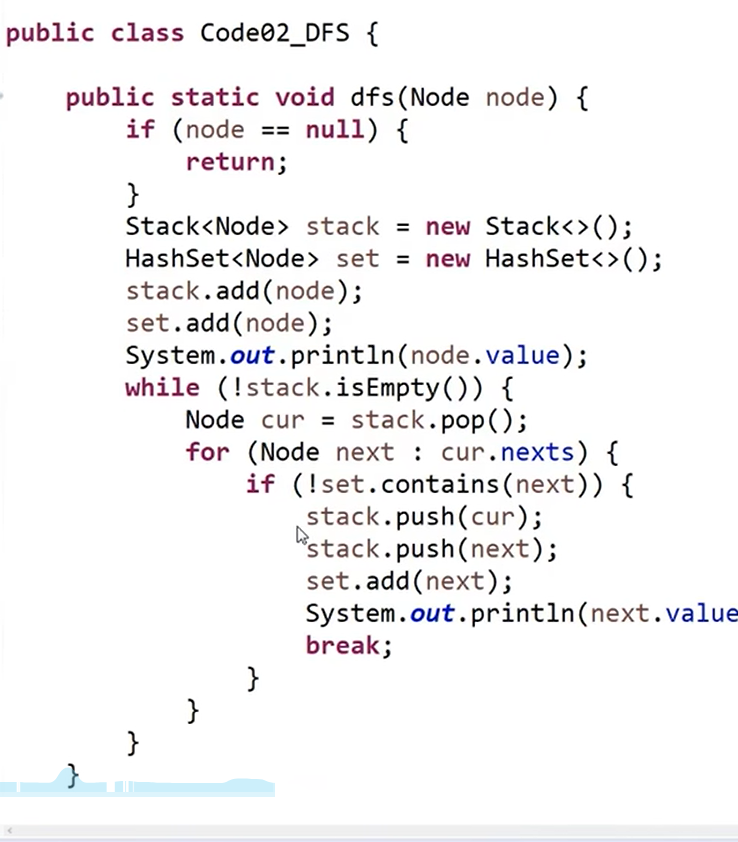 public class Code02_DFS {
public static void dfs(Node node) {
if (node == null) {
return;
}
Stack<Node> stack = new Stack<>();
HashSet<Node> set = new HashSet<>();
stack.add(node);
set.add(node);
System.out.println(node.value);
while (!stack.isEmpty()) {
Node cur = stack.pop();
for (Node next : cur.nexts) {
if (!set.contains(next)) {
stack.push(cur);
stack.push(next);
set.add(next);
System.out.println(next.value
break;
}
}
}
}